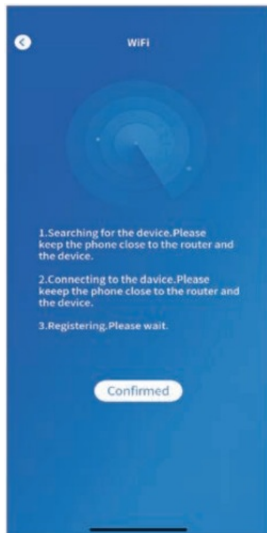 WiFi
1.Searching for the device.Please
keep the phone close to the router and
the device.
2.Connecting to the davice.Please
keeep the phone close to the router and
the device.
3.Registering.Please wait.
Confirmed